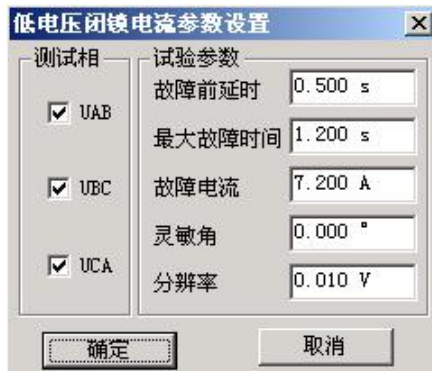 低电压闭锁电流参数设置
测试相
UAB
UBC
UCA
试验参数
故障前延时 0.500 s
最大故障时间 1.200 s
故障电流 7.200 A
灵敏角 0.000 °
分辨率 0.010 V
确定
取消